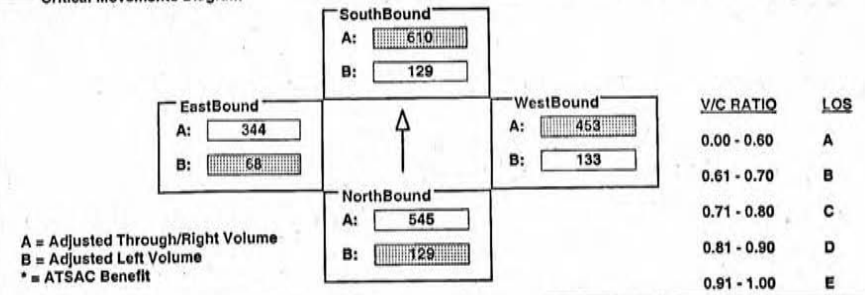 SouthBound
A: 610
B: 129
EastBound
A: 344
B: 68
WestBound
A: 453
B: 133
NorthBound
A: 545
B: 129
A = Adjusted Through/Right Volume
B = Adjusted Left Volume
* = ATSAC Benefit
V/C RATIO LOS
0.00 - 0.60 A
0.61 - 0.70 B
0.71 - 0.80 C
0.81 - 0.90 D
0.91 - 1.00 E